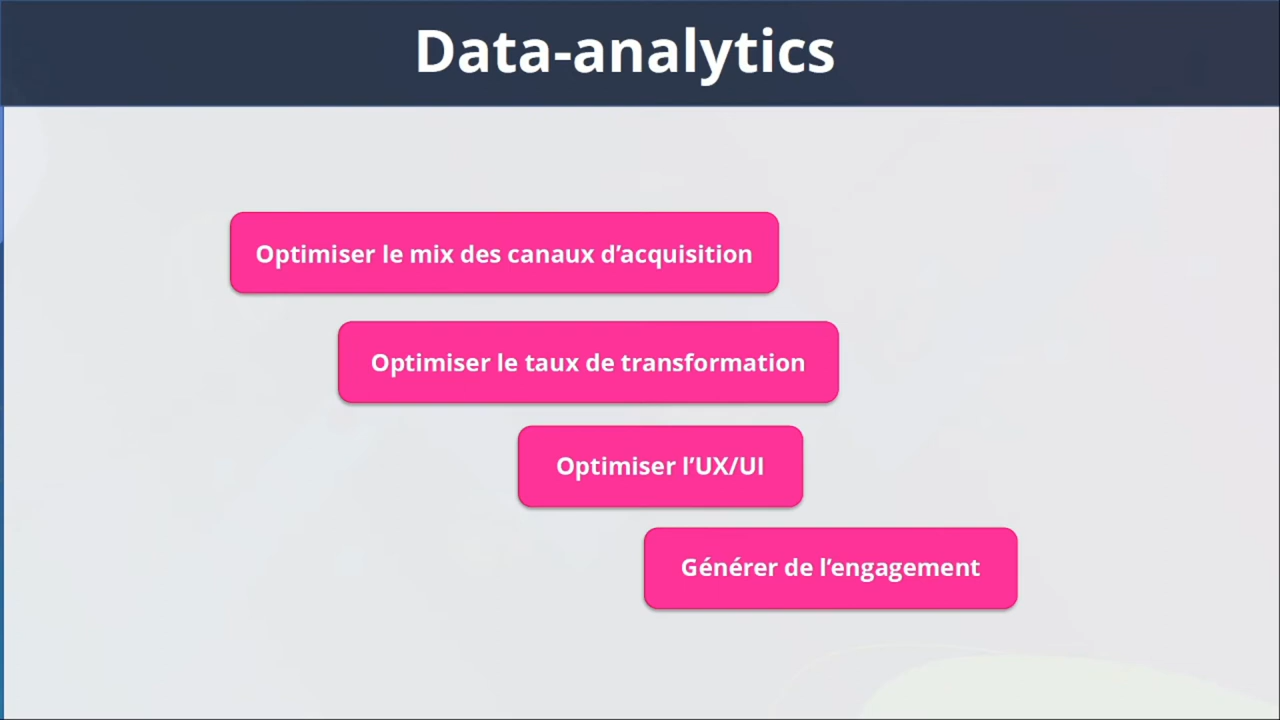 Data-analytics
Optimiser le mix des canaux d’acquisition
Optimiser le taux de transformation
Optimiser l’UX/UI
Générer de l’engagement